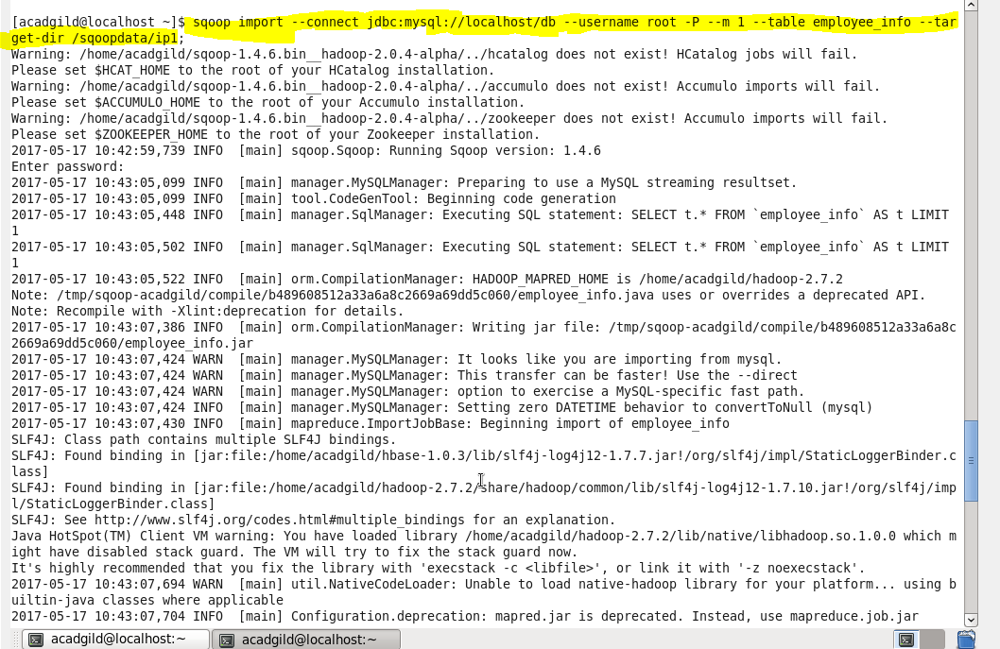 [acadgild@localhost ~]$ sqoop import --connect jdbc:mysql://localhost/db --username root -P --m 1 --table employee_info --tar
get-dir /sqoopdata/ip1;
Warning: /home/acadgild/sqoop-1.4.6.bin__hadoop-2.0.4-alpha/../hcatalog does not exist! HCatalog jobs will fail.
Please set $HCAT_HOME to the root of your HCatalog installation.
Warning: /home/acadgild/sqoop-1.4.6.bin__hadoop-2.0.4-alpha/../accumulo does not exist! Accumulo imports will fail.
Please set $ACCUMULO_HOME to the root of your Accumulo installation.
Warning: /home/acadgild/sqoop-1.4.6.bin__hadoop-2.0.4-alpha/../zookeeper does not exist! Accumulo imports will fail.
Please set $ZOOKEEPER_HOME to the root of your Zookeeper installation.
2017-05-17 10:42:59,739 INFO  [main] sqoop.Sqoop: Running Sqoop version: 1.4.6
Enter password:
2017-05-17 10:43:05,099 INFO  [main] manager.MySQLManager: Preparing to use a MySQL streaming resultset.
2017-05-17 10:43:05,099 INFO  [main] tool.CodeGenTool: Beginning code generation
2017-05-17 10:43:05,448 INFO  [main] manager.SqlManager: Executing SQL statement: SELECT t.* FROM `employee_info` AS t LIMIT
1
2017-05-17 10:43:05,502 INFO  [main] manager.SqlManager: Executing SQL statement: SELECT t.* FROM `employee_info` AS t LIMIT
1
2017-05-17 10:43:05,522 INFO  [main] orm.CompilationManager: HADOOP_MAPRED_HOME is /home/acadgild/hadoop-2.7.2
Note: /tmp/sqoop-acadgild/compile/b489608512a33a6a8c2669a69dd5c060/employee_info.java uses or overrides a deprecated API.
Note: Recompile with -Xlint:deprecation for details.
2017-05-17 10:43:07,386 INFO  [main] orm.CompilationManager: Writing jar file: /tmp/sqoop-acadgild/compile/b489608512a33a6a8c
2669a69dd5c060/employee_info.jar
2017-05-17 10:43:07,424 WARN  [main] manager.MySQLManager: It looks like you are importing from mysql.
2017-05-17 10:43:07,424 WARN  [main] manager.MySQLManager: This transfer can be faster! Use the --direct
2017-05-17 10:43:07,424 WARN  [main] manager.MySQLManager: option to exercise a MySQL-specific fast path.
2017-05-17 10:43:07,424 INFO  [main] manager.MySQLManager: Setting zero DATETIME behavior to convertToNull (mysql)
2017-05-17 10:43:07,430 INFO  [main] mapreduce.ImportJobBase: Beginning import of employee_info
SLF4J: Class path contains multiple SLF4J bindings.
SLF4J: Found binding in [jar:file:/home/acadgild/hbase-1.0.3/lib/slf4j-log4j12-1.7.7.jar!/org/slf4j/impl/StaticLoggerBinder.c
lass]
SLF4J: Found binding in [jar:file:/home/acadgild/hadoop-2.7.2/share/hadoop/common/lib/slf4j-log4j12-1.7.10.jar!/org/slf4j/imp
l/StaticLoggerBinder.class]
SLF4J: See http://www.slf4j.org/codes.html#multiple_bindings for an explanation.
Java HotSpot(TM) Client VM warning: You have loaded library /home/acadgild/hadoop-2.7.2/lib/native/libhadoop.so.1.0.0 which m
ight have disabled stack guard. The VM will try to fix the stack guard now.
It's highly recommended that you fix the library with 'execstack -c <libfile>', or link it with '-z noexecstack'.
2017-05-17 10:43:07,694 WARN  [main] util.NativeCodeLoader: Unable to load native-hadoop library for your platform... using b
uiltin-java classes where applicable
2017-05-17 10:43:07,704 INFO  [main] Configuration.deprecation: mapred.jar is deprecated. Instead, use mapreduce.job.jar
acadgild@localhost:~ acadgild@localhost:~